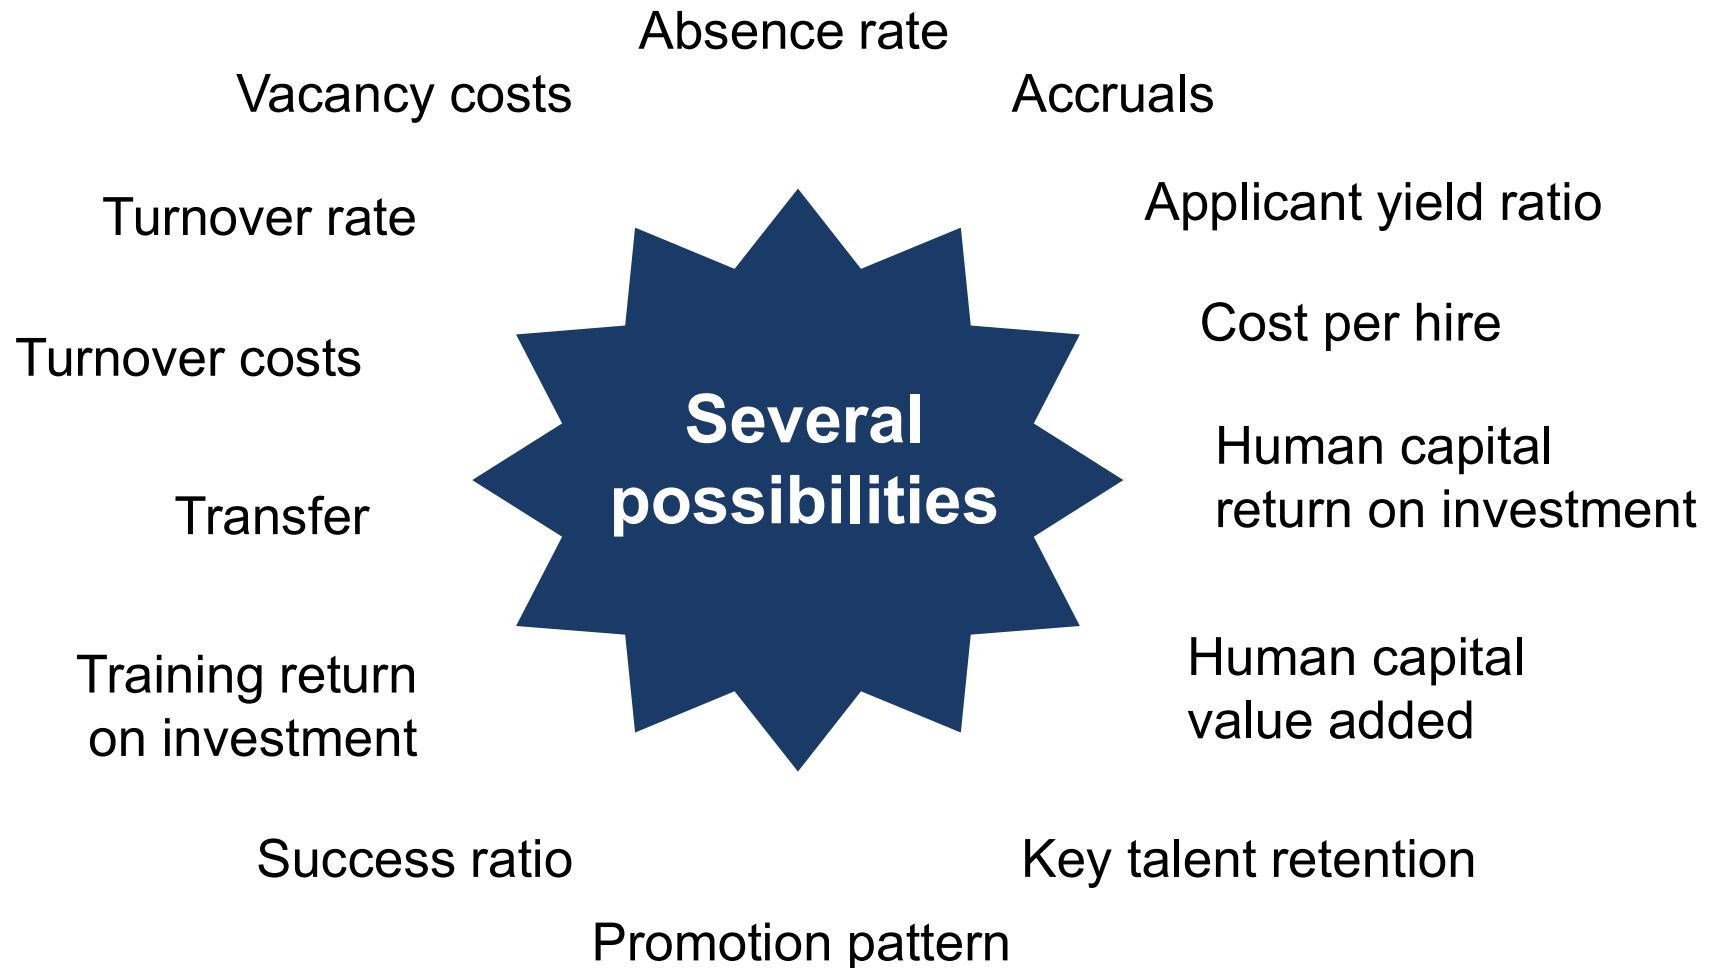 Absence rate
Vacancy costs
Accruals
Turnover rate
Applicant yield ratio
Turnover costs
Cost per hire
Several
possibilities
Human capital
return on investment
Transfer
Training return
on investment
Human capital
value added
Success ratio
Key talent retention
Promotion pattern